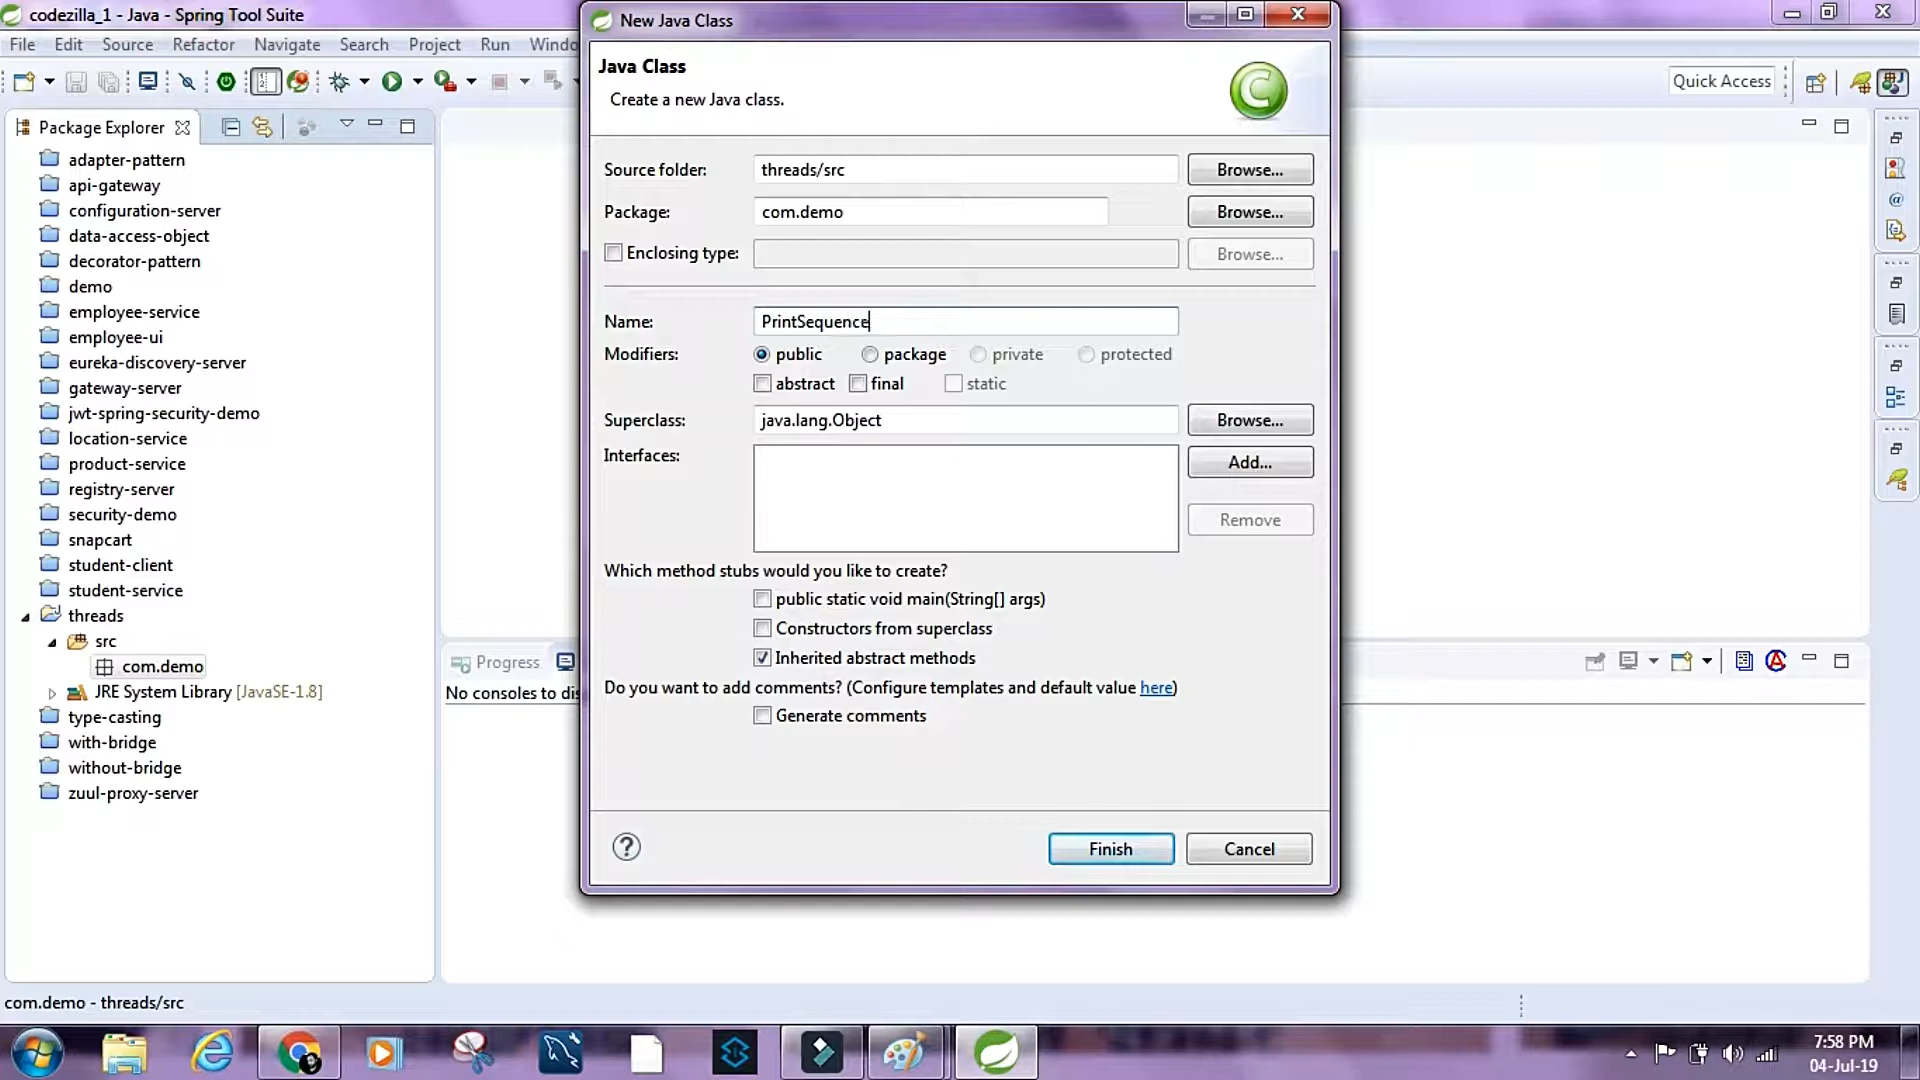 codezilla_1 - Java - Spring Tool Suite
File Edit Source Refactor Navigate Search Project Run Windo
Quick Access
Package Explorer
adapter-pattern
api-gateway
configuration-server
data-access-object
decorator-pattern
demo
employee-service
employee-ui
eureka-discovery-server
gateway-server
jwt-spring-security-demo
location-service
product-service
registry-server
security-demo
snapcart
student-client
student-service
threads
src
com.demo
JRE System Library [JavaSE-1.8]
type-casting
with-bridge
without-bridge
zuul-proxy-server
New Java Class
Java Class
Create a new Java class.
Source folder: threads/src Browse...
Package: com.demo Browse...
Enclosing type: Browse...
Name: PrintSequence
Modifiers: public package private protected
abstract final static
Superclass: java.lang.Object Browse...
Interfaces: Add...
Remove
Which method stubs would you like to create?
public static void main(String[] args)
Constructors from superclass
Inherited abstract methods
Do you want to add comments? (Configure templates and default value here)
Generate comments
Finish Cancel
Progress
No consoles to dis
com.demo - threads/src
7:58 PM
04-Jul-19